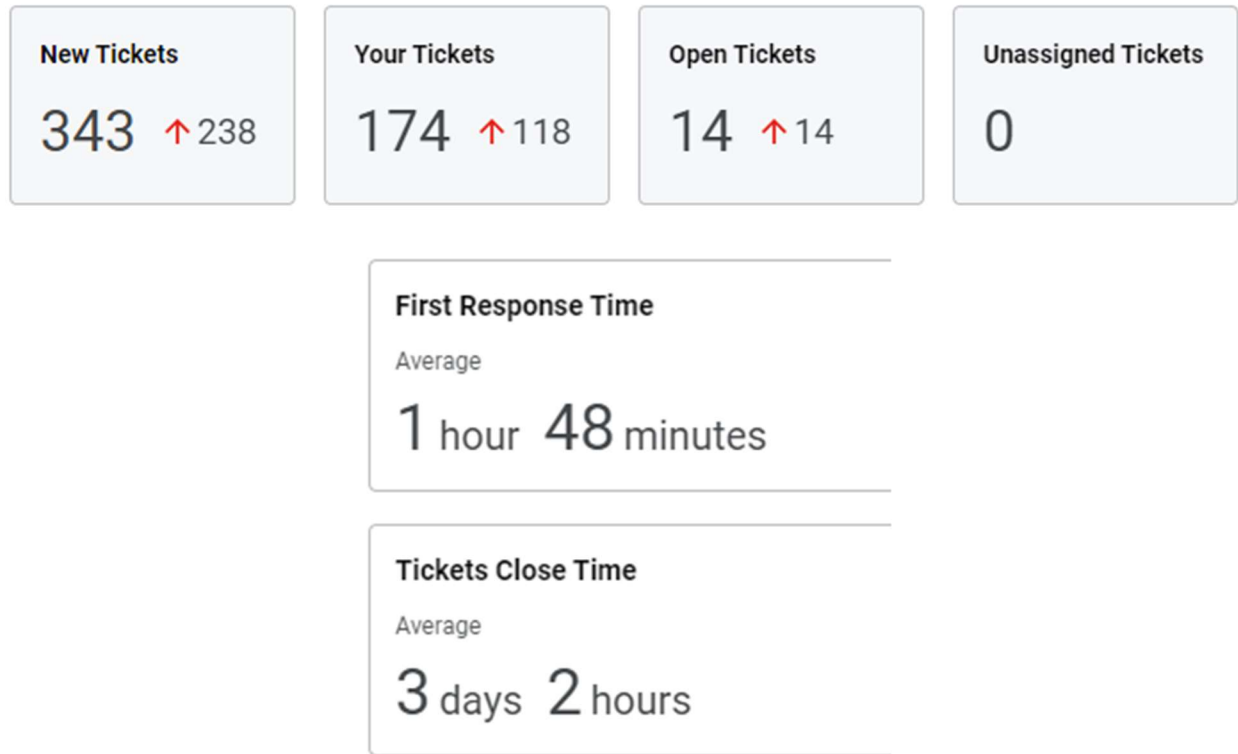 New Tickets
343 ↑238
Your Tickets
174 ↑118
Open Tickets
14 ↑14
Unassigned Tickets
0
First Response Time
Average
1 hour 48 minutes
Tickets Close Time
Average
3 days 2 hours